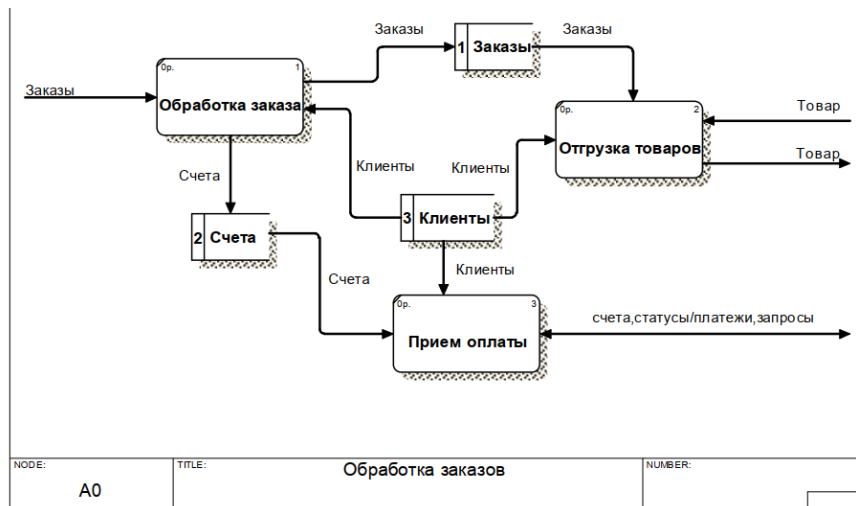 Заказы
Заказы
1 Заказы
Заказы
0р. 1
Обработка заказа
0р. 2
Отгрузка товаров
Товар
Товар
Счета
Клиенты
Клиенты
2 Счета
3 Клиенты
Счета
Клиенты
0р. 3
Прием оплаты
счета,статусы/платежи,запросы
NODE:
A0
TITLE:
Обработка заказов
NUMBER: